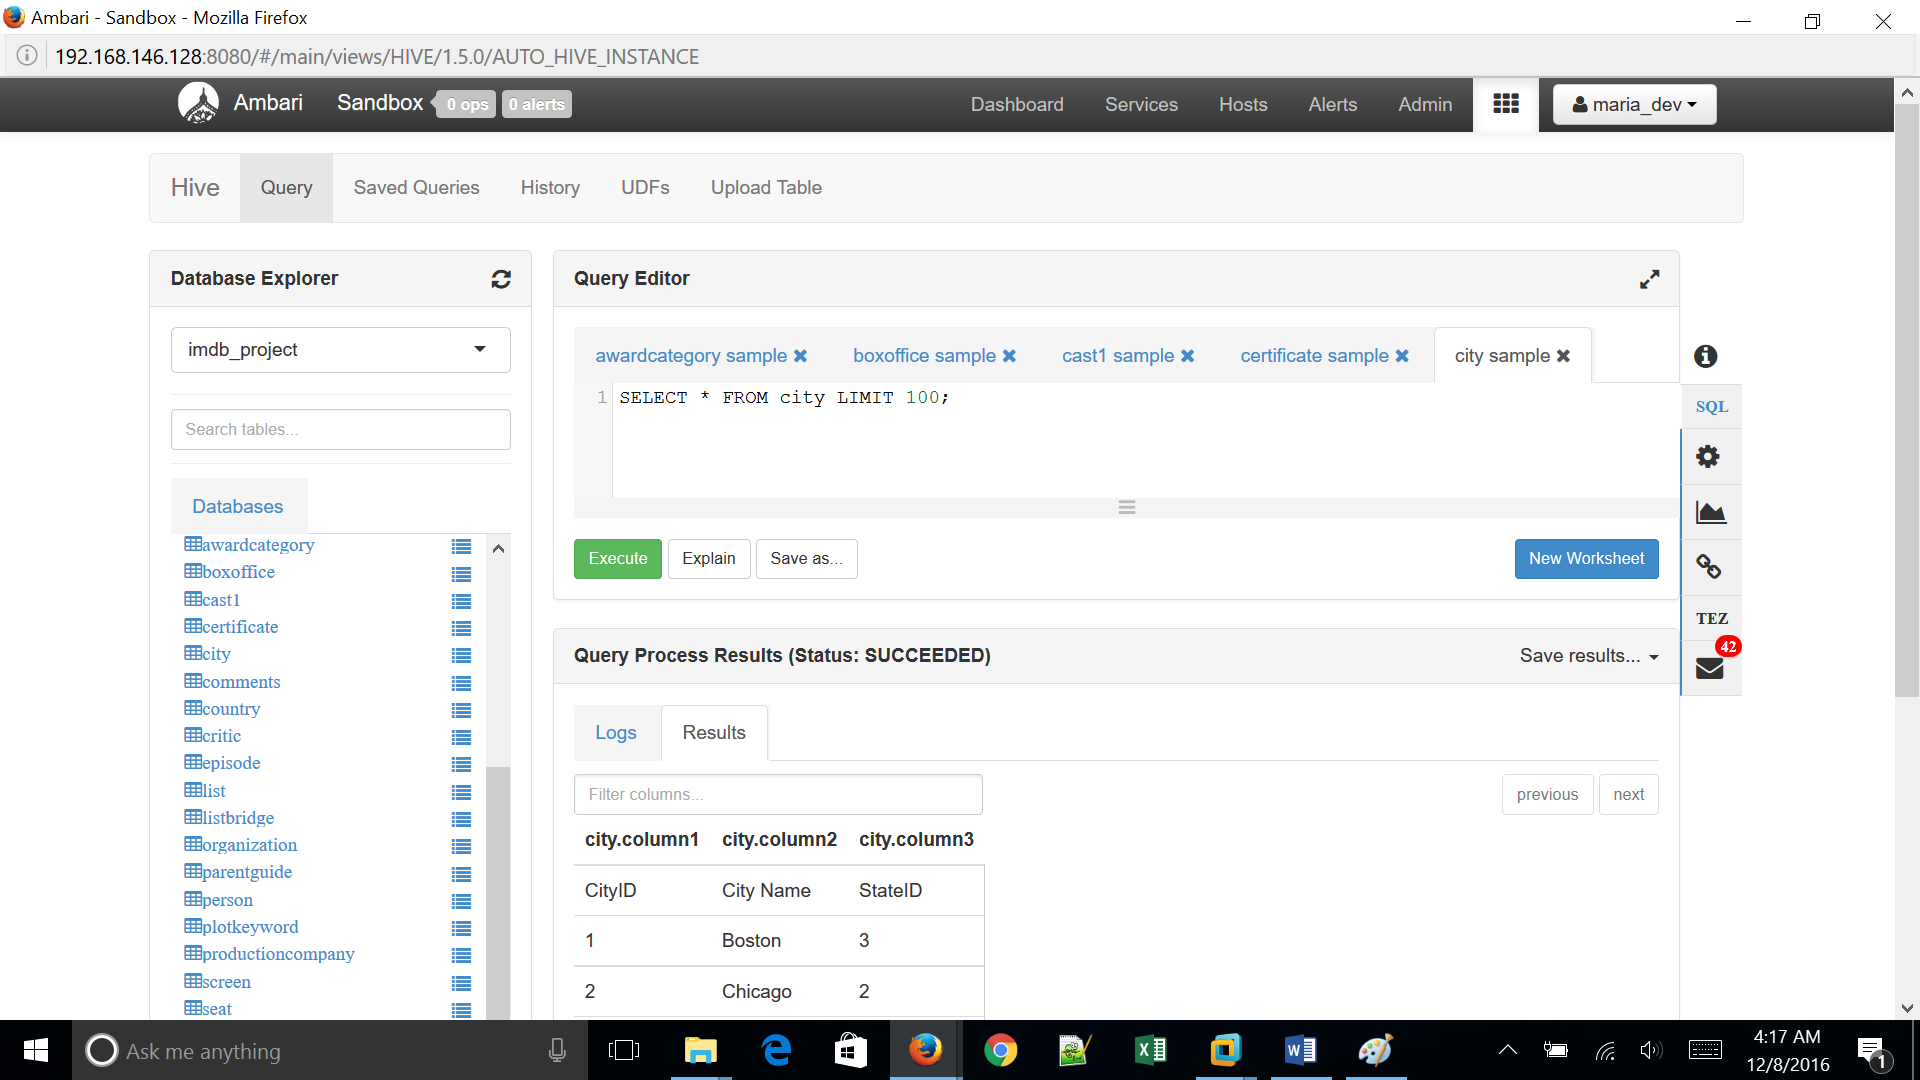 Ambari - Sandbox - Mozilla Firefox
192.168.146.128:8080/#/main/views/HIVE/1.5.0/AUTO_HIVE_INSTANCE
Ambari Sandbox 0 ops 0 alerts Dashboard Services Hosts Alerts Admin maria_dev
Hive Query Saved Queries History UDFs Upload Table
Database Explorer
imdb_project
Search tables...
Databases
awardcategory
boxoffice
cast1
certificate
city
comments
country
critic
episode
list
listbridge
organization
parentguide
person
plotkeyword
productioncompany
screen
seat
Query Editor
awardcategory sample boxoffice sample cast1 sample certificate sample city sample
1 SELECT * FROM city LIMIT 100;
Execute Explain Save as... New Worksheet
SQL
TEZ
42
Query Process Results (Status: SUCCEEDED) Save results...
Logs Results
Filter columns... previous next
city.column1 city.column2 city.column3
CityID City Name StateID
1 Boston 3
2 Chicago 2
Ask me anything
4:17 AM
12/8/2016
1